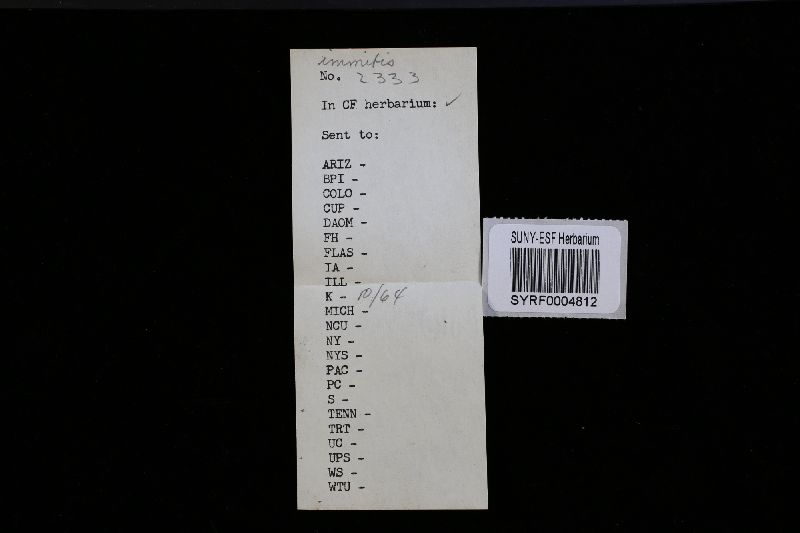 immitis
No. 2333
In CF herbarium: ✓
Sent to:
ARIZ -
BPI -
COLO -
CUP -
DAOM -
FH -
FLAS -
IA -
ILL -
K - 10/64
MICH -
NCU -
NY -
NYS -
PAC -
PC -
S -
TENN -
TRT -
UC -
UPS -
WS -
WTU -
SUNY-ESF Herbarium
SYRF0004812